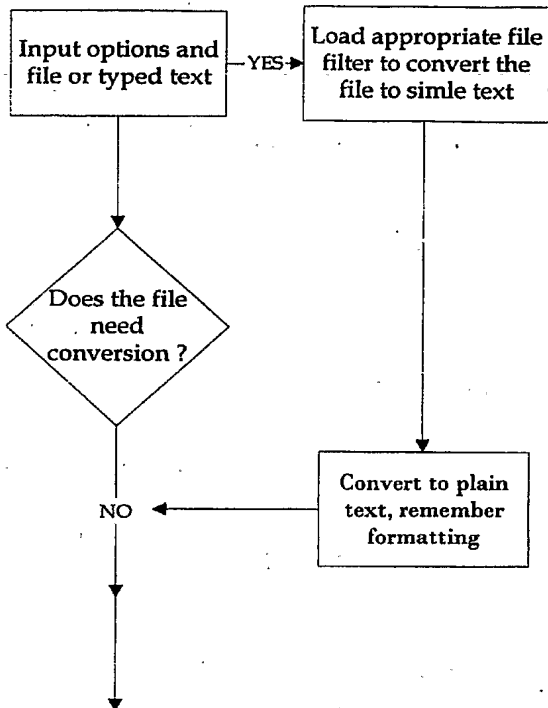 Input options and
file or typed text
YES
Load appropriate file
filter to convert the
file to simle text
Does the file
need
conversion ?
NO
Convert to plain
text, remember
formatting